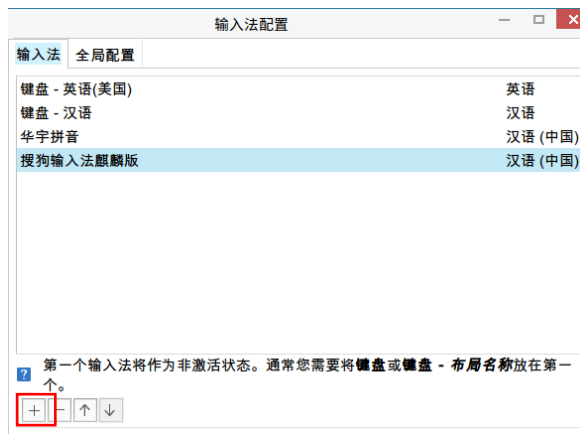 输入法配置
输入法 全局配置
键盘 - 英语(美国) 英语
键盘 - 汉语 汉语
华宇拼音 汉语 (中国)
搜狗输入法麒麟版 汉语 (中国)
第一个输入法将作为非激活状态。通常您需要将键盘或键盘 - 布局名称放在第一
个。